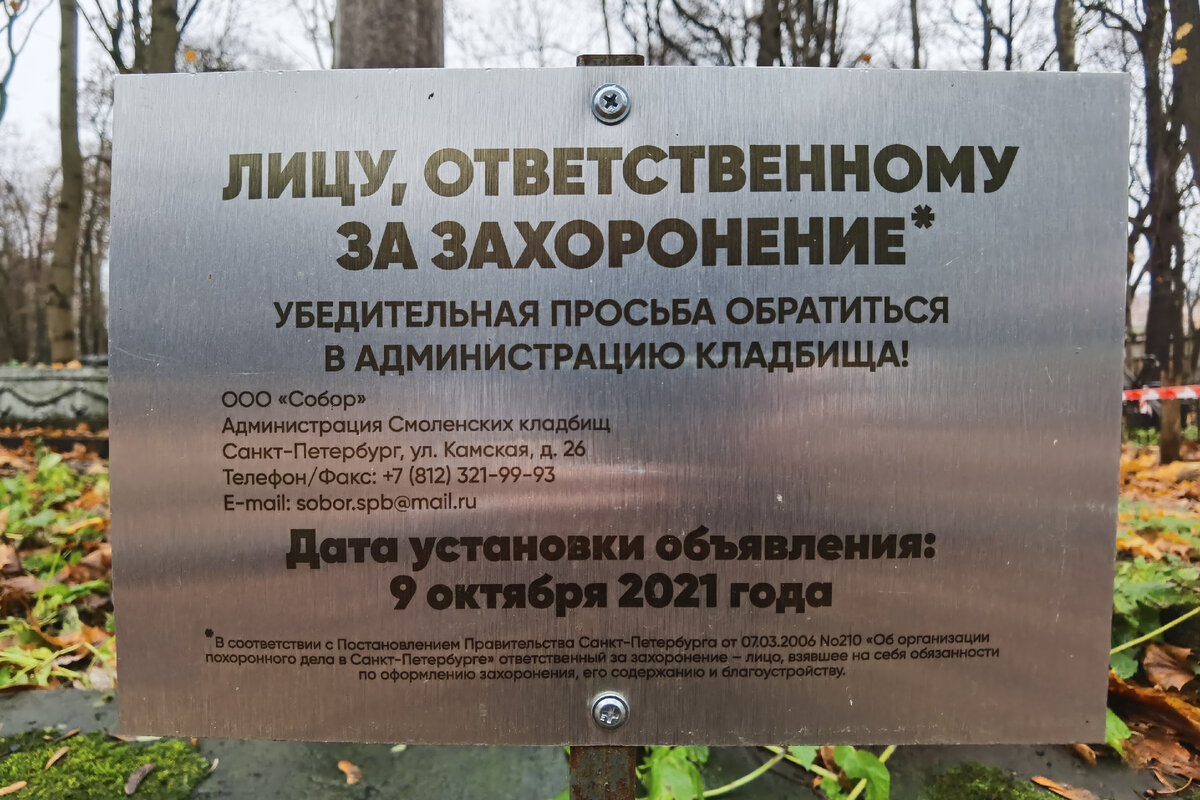 ЛИЦУ, ОТВЕТСТВЕННОМУ
ЗА ЗАХОРОНЕНИЕ*
УБЕДИТЕЛЬНАЯ ПРОСЬБА ОБРАТИТЬСЯ
В АДМИНИСТРАЦИЮ КЛАДБИЩА!
ООО «Собор»
Администрация Смоленских кладбищ
Санкт-Петербург, ул. Камская, д. 26
Телефон/Факс: +7 (812) 321-99-93
E-mail: sobor.spb@mail.ru
Дата установки объявления:
9 октября 2021 года
*В соответствии с Постановлением Правительства Санкт-Петербурга от 07.03.2006 №210 «Об организации
похоронного дела в Санкт-Петербурге» ответственный за захоронение – лицо, взявшее на себя обязанности
по оформлению захоронения, его содержанию и благоустройству.